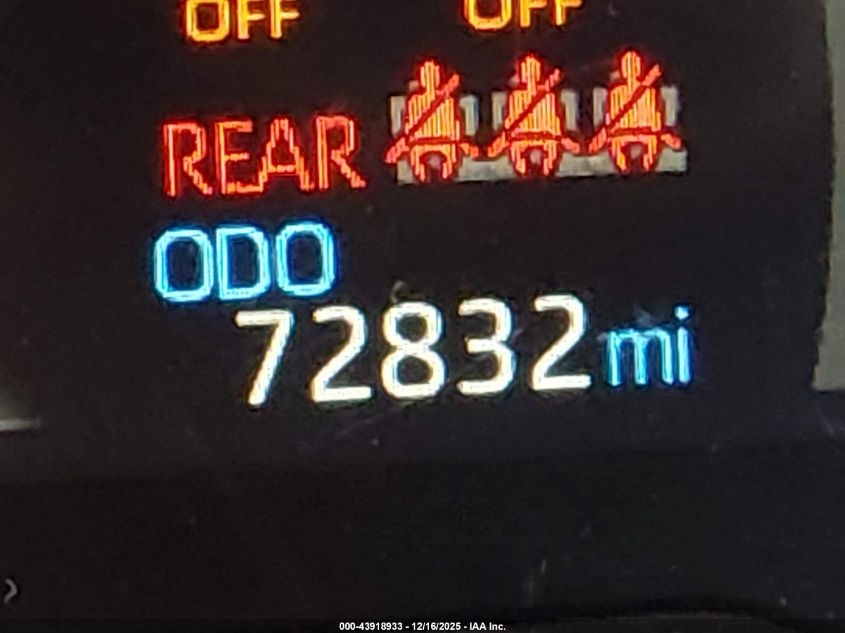 OFF OFF
REAR
ODO
72832 mi
000-43918933 - 12/16/2025 - IAA Inc.